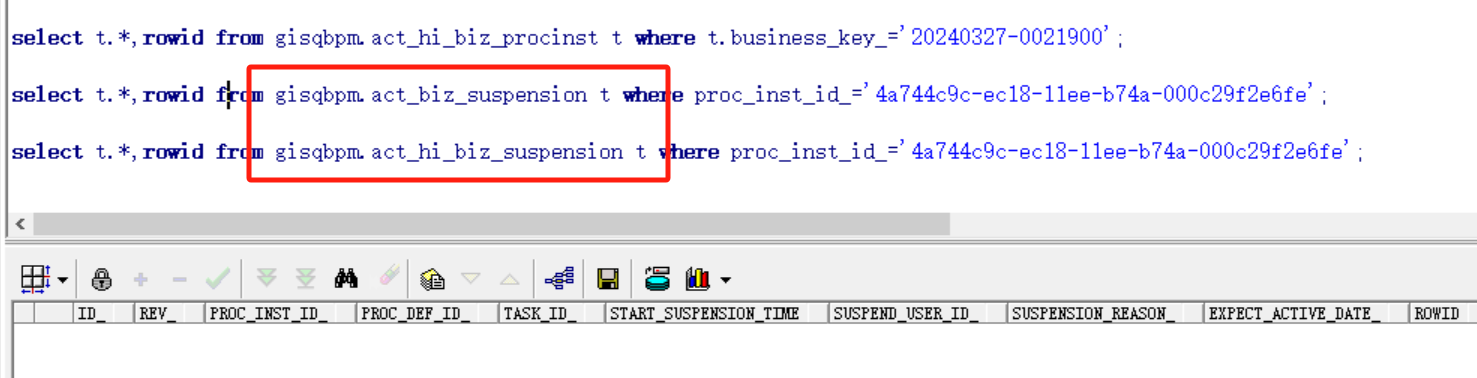 select t.*,rowid from gisqbpm.act_hi_biz_procinst t where t.business_key_='20240327-0021900';
select t.*,rowid from gisqbpm.act_biz_suspension t where proc_inst_id_='4a744c9c-ec18-11ee-b74a-000c29f2e6fe';
select t.*,rowid from gisqbpm.act_hi_biz_suspension t where proc_inst_id_='4a744c9c-ec18-11ee-b74a-000c29f2e6fe';
ID_ REV_ PROC_INST_ID_ PROC_DEF_ID_ TASK_ID_ START_SUSPENSION_TIME SUSPEND_USER_ID_ SUSPENSION_REASON_ EXPECT_ACTIVE_DATE_ ROWID